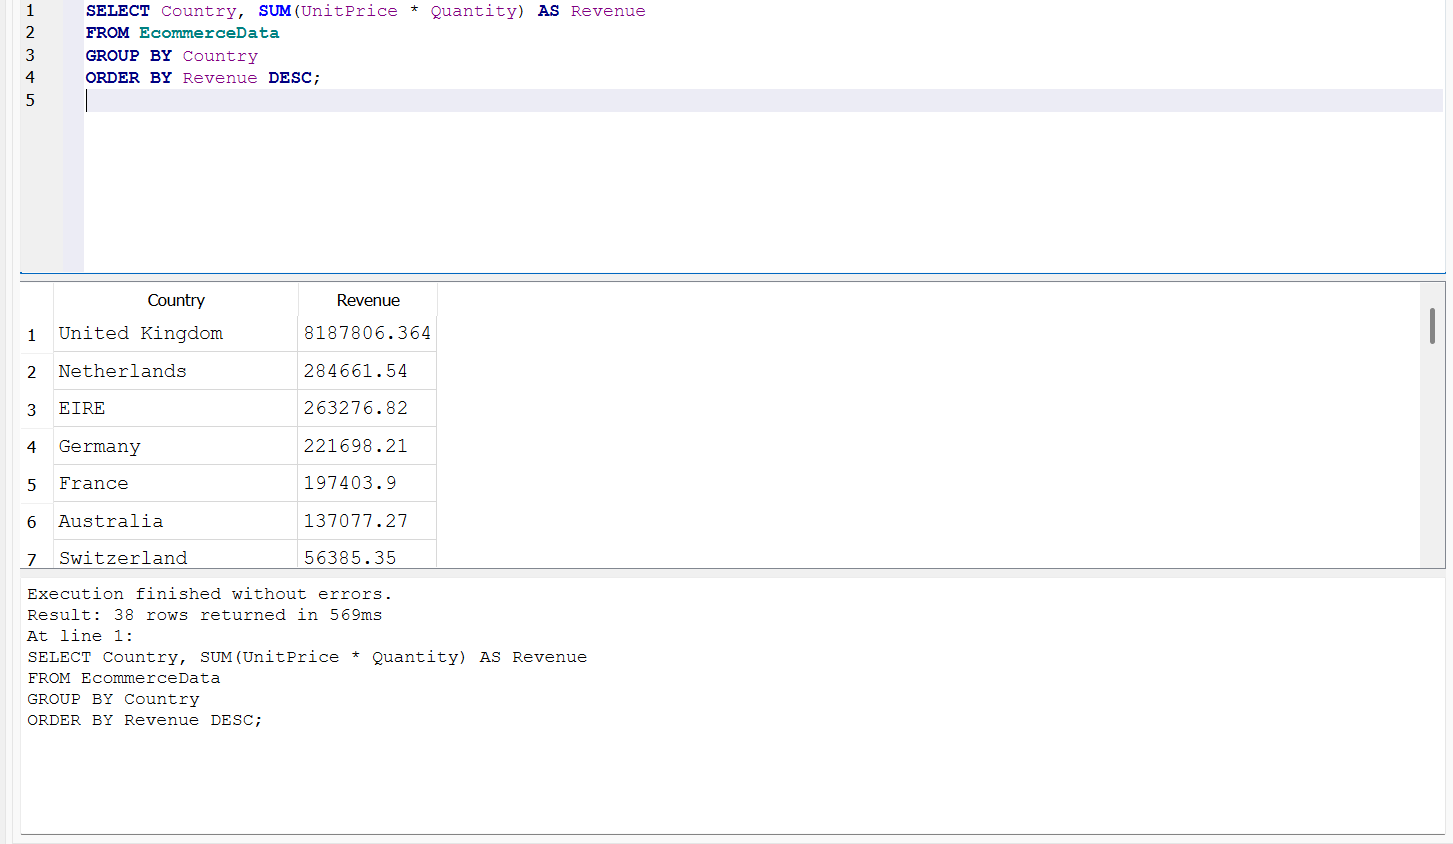 1 SELECT Country, SUM(UnitPrice * Quantity) AS Revenue
2 FROM EcommerceData
3 GROUP BY Country
4 ORDER BY Revenue DESC;
5
Country Revenue
1 United Kingdom 8187806.364
2 Netherlands 284661.54
3 EIRE 263276.82
4 Germany 221698.21
5 France 197403.9
6 Australia 137077.27
7 Switzerland 56385.35
Execution finished without errors.
Result: 38 rows returned in 569ms
At line 1:
SELECT Country, SUM(UnitPrice * Quantity) AS Revenue
FROM EcommerceData
GROUP BY Country
ORDER BY Revenue DESC;